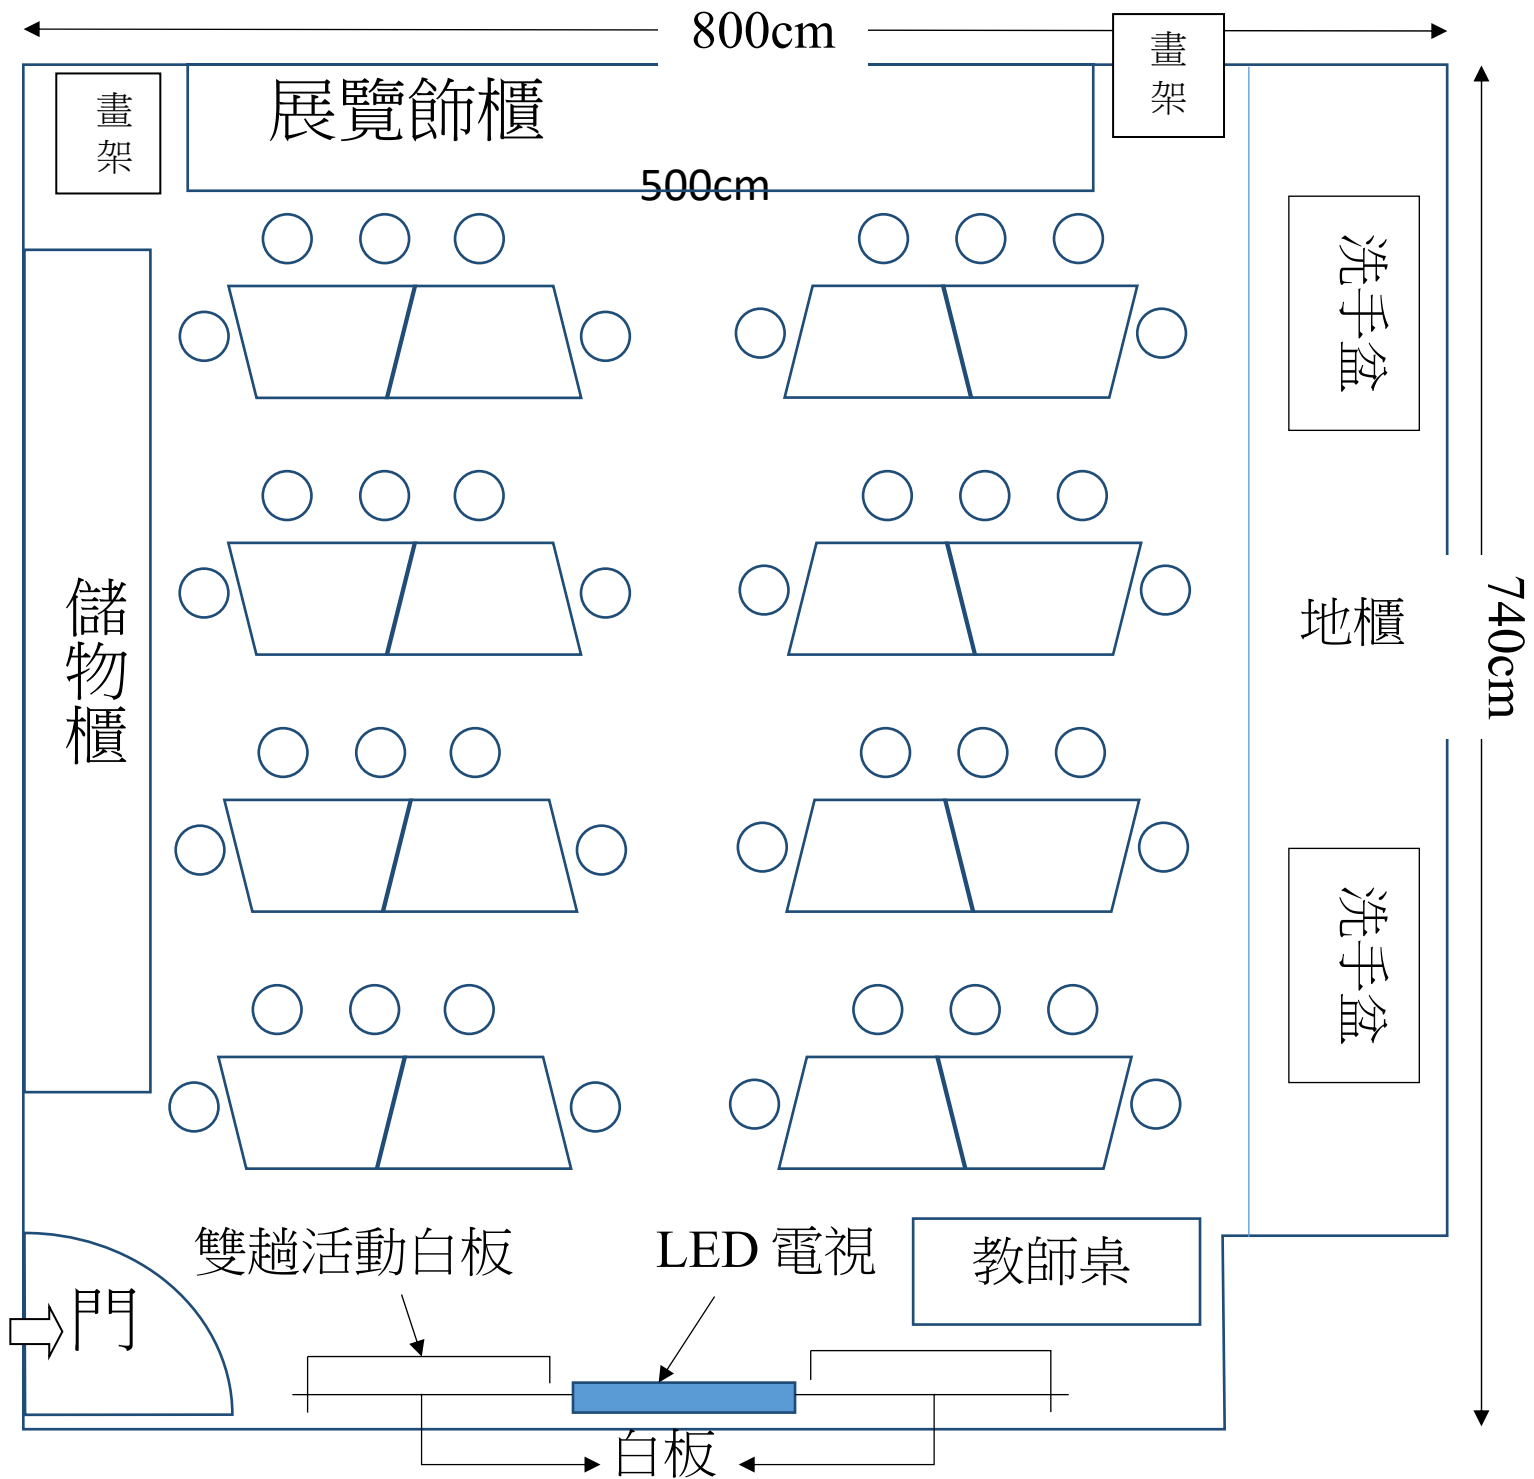 800cm
畫
架
畫
架
展覽飾櫃
500cm
洗手盆
儲
物
櫃
地櫃
740cm
洗手盆
雙趟活動白板
LED 電視
教師桌
門
白板